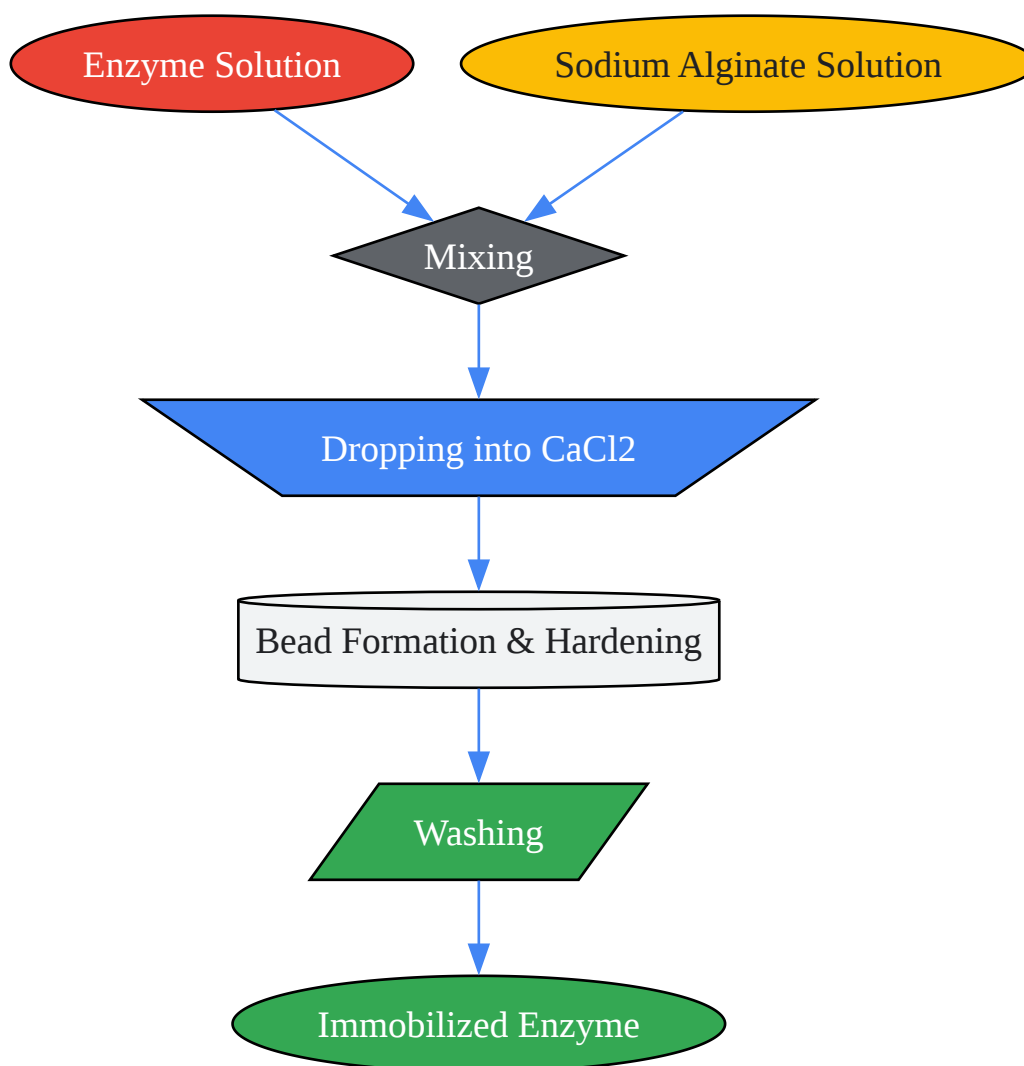 Enzyme Solution
Sodium Alginate Solution
Mixing
Dropping into CaCl2
Bead Formation & Hardening
Washing
Immobilized Enzyme